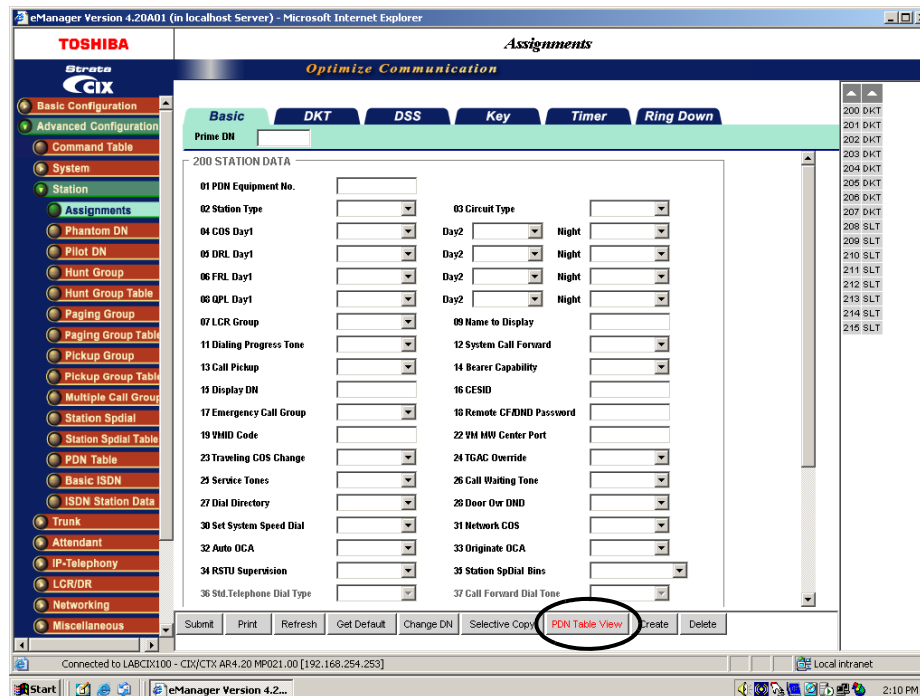 eManager Version 4.20A01 (in localhost Server) - Microsoft Internet Explorer
TOSHIBA
Assignments
Strata
CIX
Optimize Communication
Basic Configuration
Advanced Configuration
Command Table
System
Station
Assignments
Phantom DN
Pilot DN
Hunt Group
Hunt Group Table
Paging Group
Paging Group Table
Pickup Group
Pickup Group Table
Multiple Call Group
Station Spdial
Station Spdial Table
PDN Table
Basic ISDN
ISDN Station Data
Trunk
Attendant
IP-Telephony
LCR/DR
Networking
Miscellaneous
Basic DKT DSS Key Timer Ring Down
Prime DN
200 STATION DATA
01 PDN Equipment No.
02 Station Type 03 Circuit Type
04 COS Day1 Day2 Night
05 DRL Day1 Day2 Night
06 FRL Day1 Day2 Night
08 QPL Day1 Day2 Night
07 LCR Group 09 Name to Display
11 Dialing Progress Tone 12 System Call Forward
13 Call Pickup 14 Bearer Capability
15 Display DN 16 CESID
17 Emergency Call Group 18 Remote CF/DND Password
19 VMID Code 22 VM MW Center Port
23 Traveling COS Change 24 TGAC Override
25 Service Tones 26 Call Waiting Tone
27 Dial Directory 28 Door Ovr DND
30 Set System Speed Dial 31 Network COS
32 Auto OCA 33 Originate OCA
34 RSTU Supervision 35 Station SpDial Bins
36 Std.Telephone Dial Type 37 Call Forward Dial Tone
Submit Print Refresh Get Default Change DN Selective Copy PDN Table View Create Delete
200 DKT
201 DKT
202 DKT
203 DKT
204 DKT
205 DKT
206 DKT
207 DKT
208 SLT
209 SLT
210 SLT
211 SLT
212 SLT
213 SLT
214 SLT
215 SLT
Connected to LABCIX100 - CIX/CTX AR4.20 MP021.00 [192.168.254.253]
Local intranet
Start
eManager Version 4.2...
2:10 PM